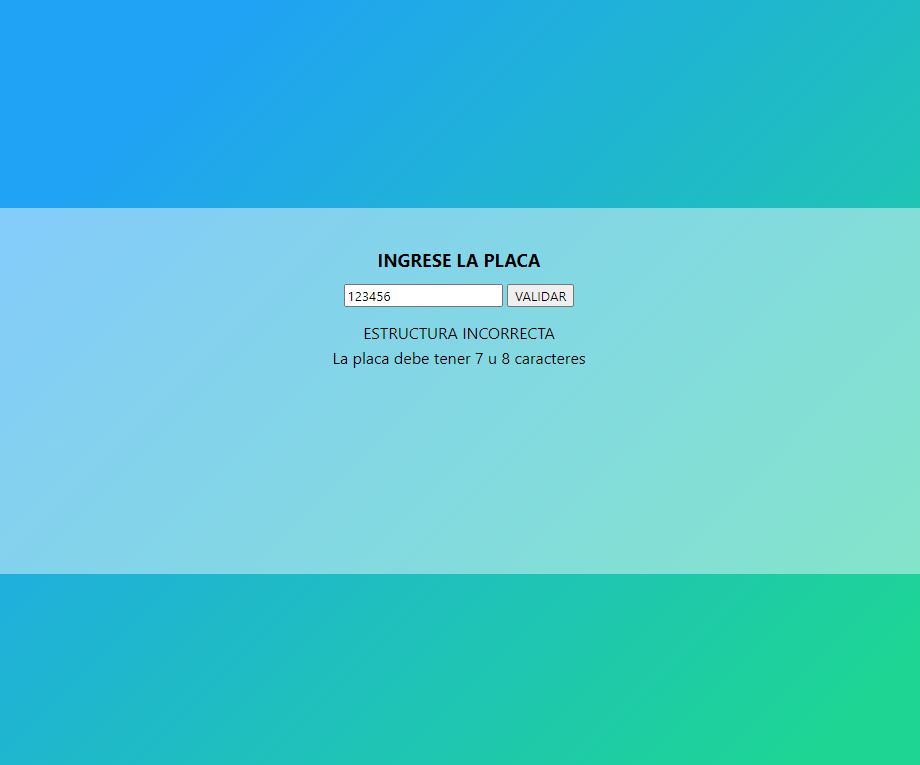 INGRESE LA PLACA
123456 VALIDAR
ESTRUCTURA INCORRECTA
La placa debe tener 7 u 8 caracteres